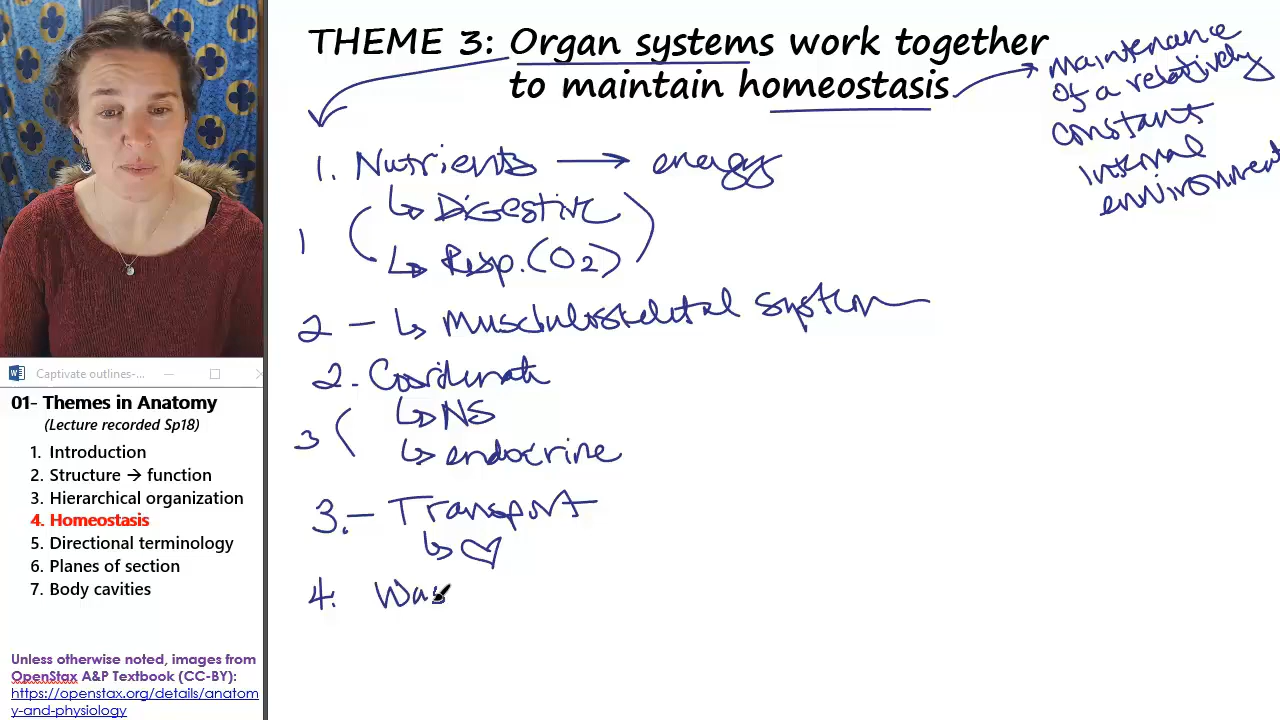 THEME 3: Organ systems work together
to maintain homeostasis
maintenance
of a relatively
constant
internal
environment
1. Nutrients → energy
↳ Digestive
1
↳ Resp. (O2)
2 - ↳ Musculoskeletal system
2. Coordinate
↳ NS
3
↳ endocrine
3. - Transport
↳ ♡
4. Was
Captivate outlines-...
01- Themes in Anatomy
(Lecture recorded Sp18)
1. Introduction
2. Structure → function
3. Hierarchical organization
4. Homeostasis
5. Directional terminology
6. Planes of section
7. Body cavities
Unless otherwise noted, images from
OpenStax A&P Textbook (CC-BY):
https://openstax.org/details/anatom
y-and-physiology